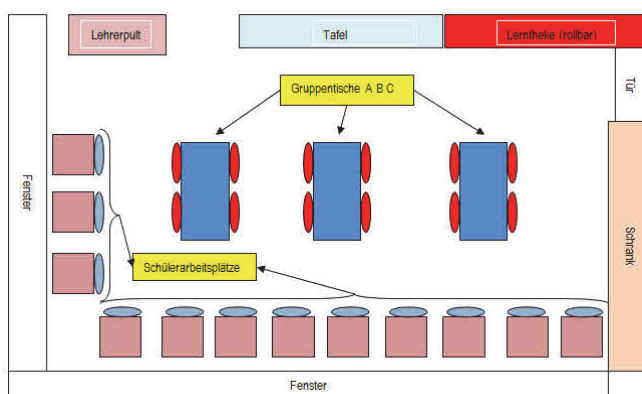 Lehrerpult
Tafel
Lerntheke (rollbar)
Tür
Gruppentische A B C
Fenster
Schülerarbeitsplätze
Schrank
Fenster